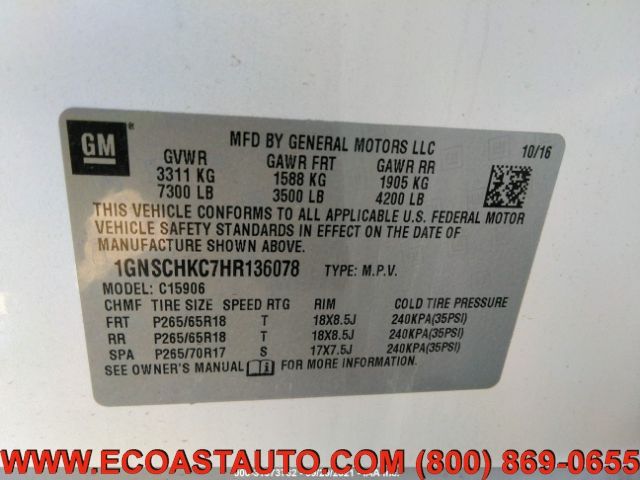 GM
®
MFD BY GENERAL MOTORS LLC
10/16
GVWR GAWR FRT GAWR RR
3311 KG 1588 KG 1905 KG
7300 LB 3500 LB 4200 LB
THIS VEHICLE CONFORMS TO ALL APPLICABLE U.S. FEDERAL MOTOR
VEHICLE SAFETY STANDARDS IN EFFECT ON THE DATE OF
MANUFACTURE SHOWN ABOVE.
1GNSCHKC7HR136078 TYPE: M.P.V.
MODEL: C15906
CHMF TIRE SIZE SPEED RTG RIM COLD TIRE PRESSURE
FRT P265/65R18 T 18X8.5J 240KPA(35PSI)
RR P265/65R18 T 18X8.5J 240KPA(35PSI)
SPA P265/70R17 S 17X7.5J 240KPA(35PSI)
SEE OWNER'S MANUAL FOR MORE INFORMATION.
WWW.ECOASTAUTO.COM (800) 869-0655